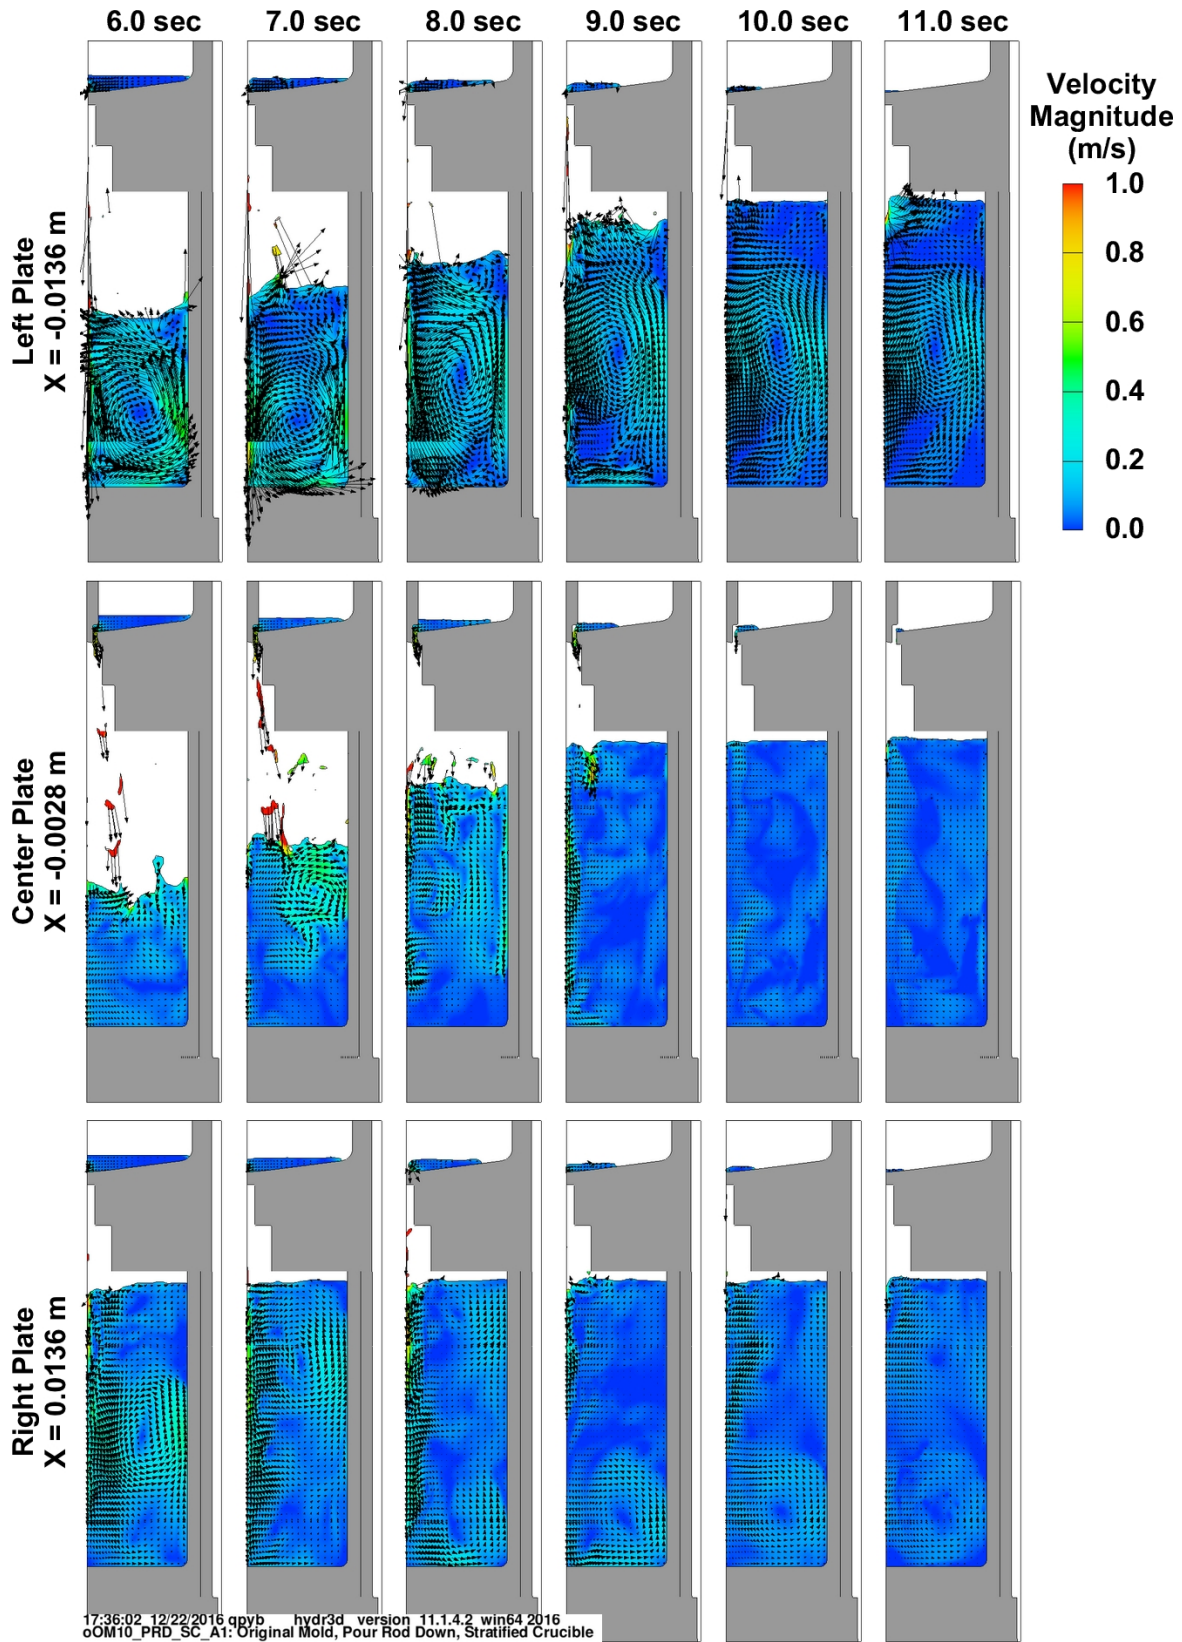 6.0 sec 7.0 sec 8.0 sec 9.0 sec 10.0 sec 11.0 sec
Velocity
Magnitude
(m/s)
1.0
0.8
0.6
0.4
0.2
0.0
Left Plate
X = -0.0136 m
Center Plate
X = -0.0028 m
Right Plate
X = 0.0136 m
17:36:02 12/22/2016 qpyb hydr3d version 11.1.4.2 win64 2016
oOM10_PRD_SC_A1: Original Mold, Pour Rod Down, Stratified Crucible